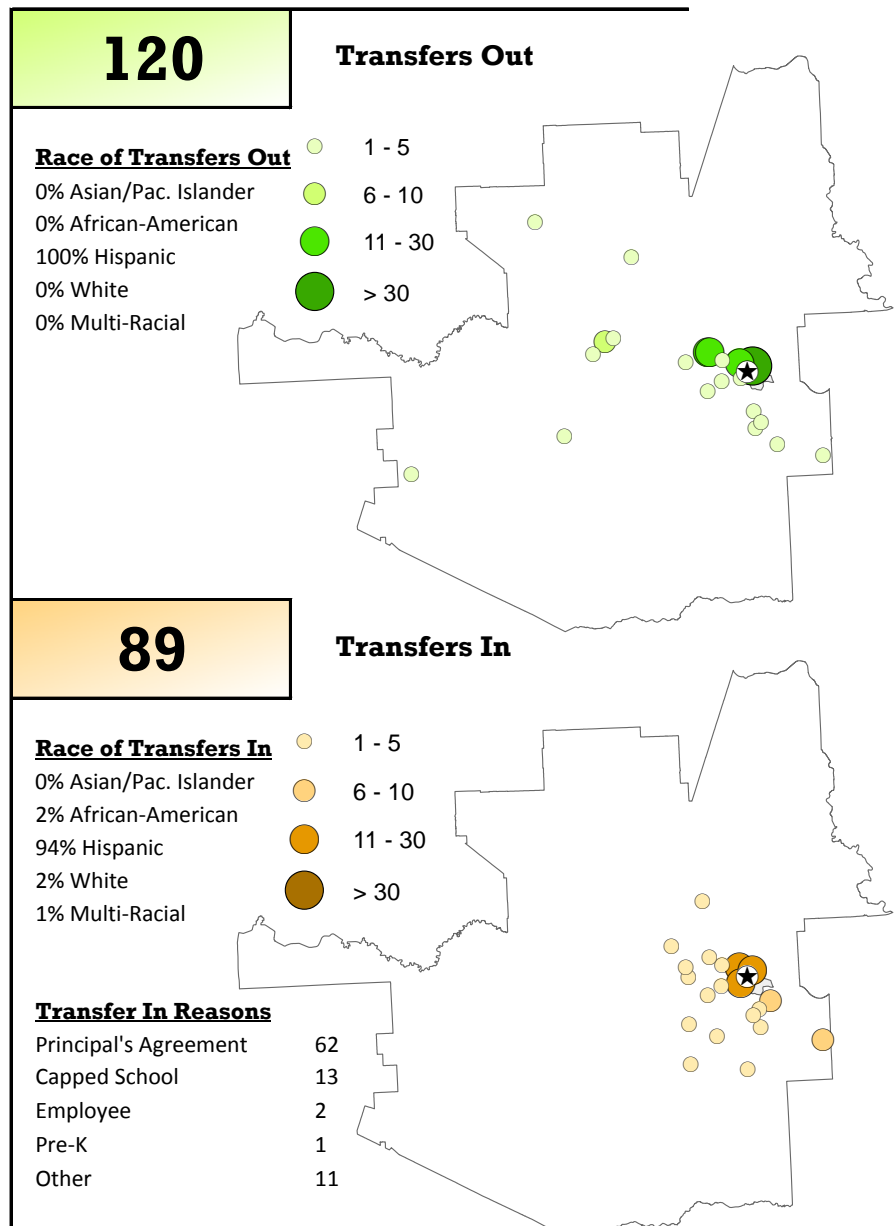 120
Transfers Out
Race of Transfers Out
0% Asian/Pac. Islander
0% African-American
100% Hispanic
0% White
0% Multi-Racial
1 - 5
6 - 10
11 - 30
> 30
89
Transfers In
Race of Transfers In
0% Asian/Pac. Islander
2% African-American
94% Hispanic
2% White
1% Multi-Racial
1 - 5
6 - 10
11 - 30
> 30
Transfer In Reasons
Principal's Agreement 62
Capped School 13
Employee 2
Pre-K 1
Other 11